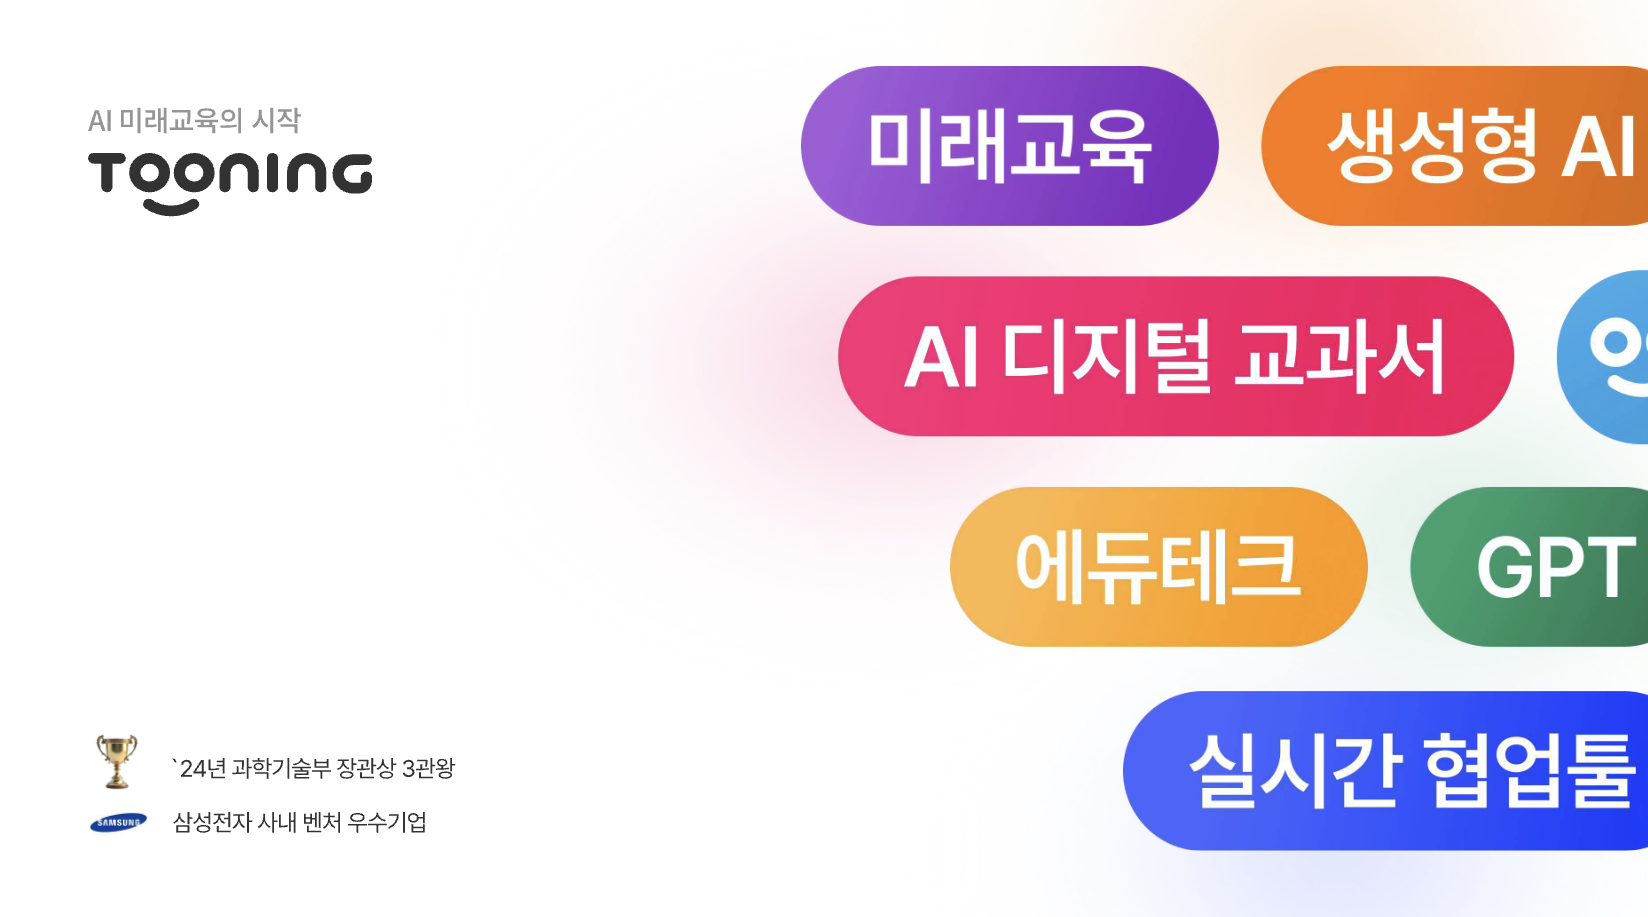 AI 미래교육의 시작
TOONING
미래교육
생성형 AI
AI 디지털 교과서
에듀테크
GPT
실시간 협업툴
`24년 과학기술부 장관상 3관왕
SAMSUNG
삼성전자 사내 벤처 우수기업